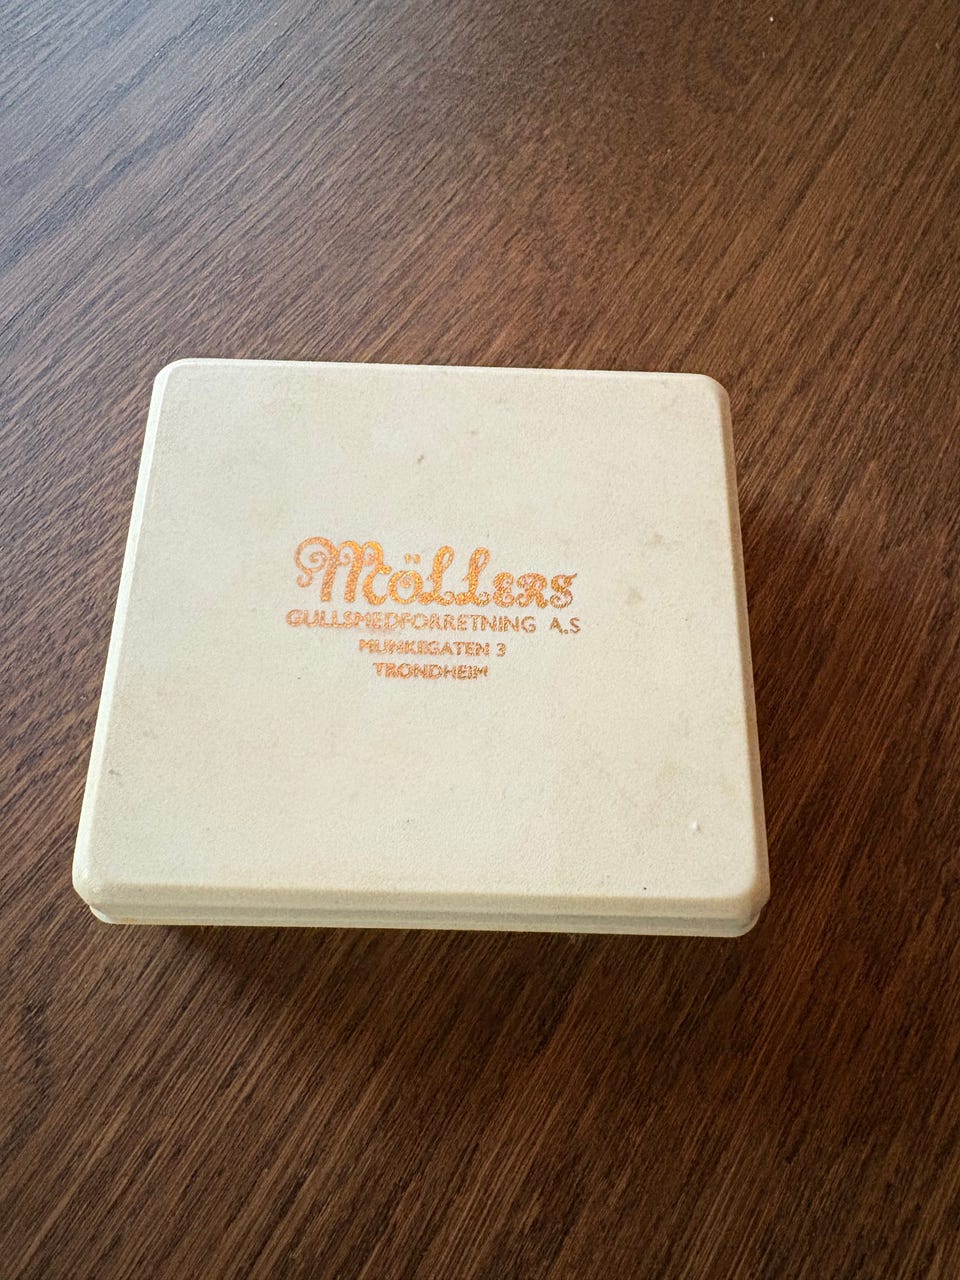 Möllers
GULLSMEDFORRETNING A.S
MUNKEGATEN 3
TRONDHEIM